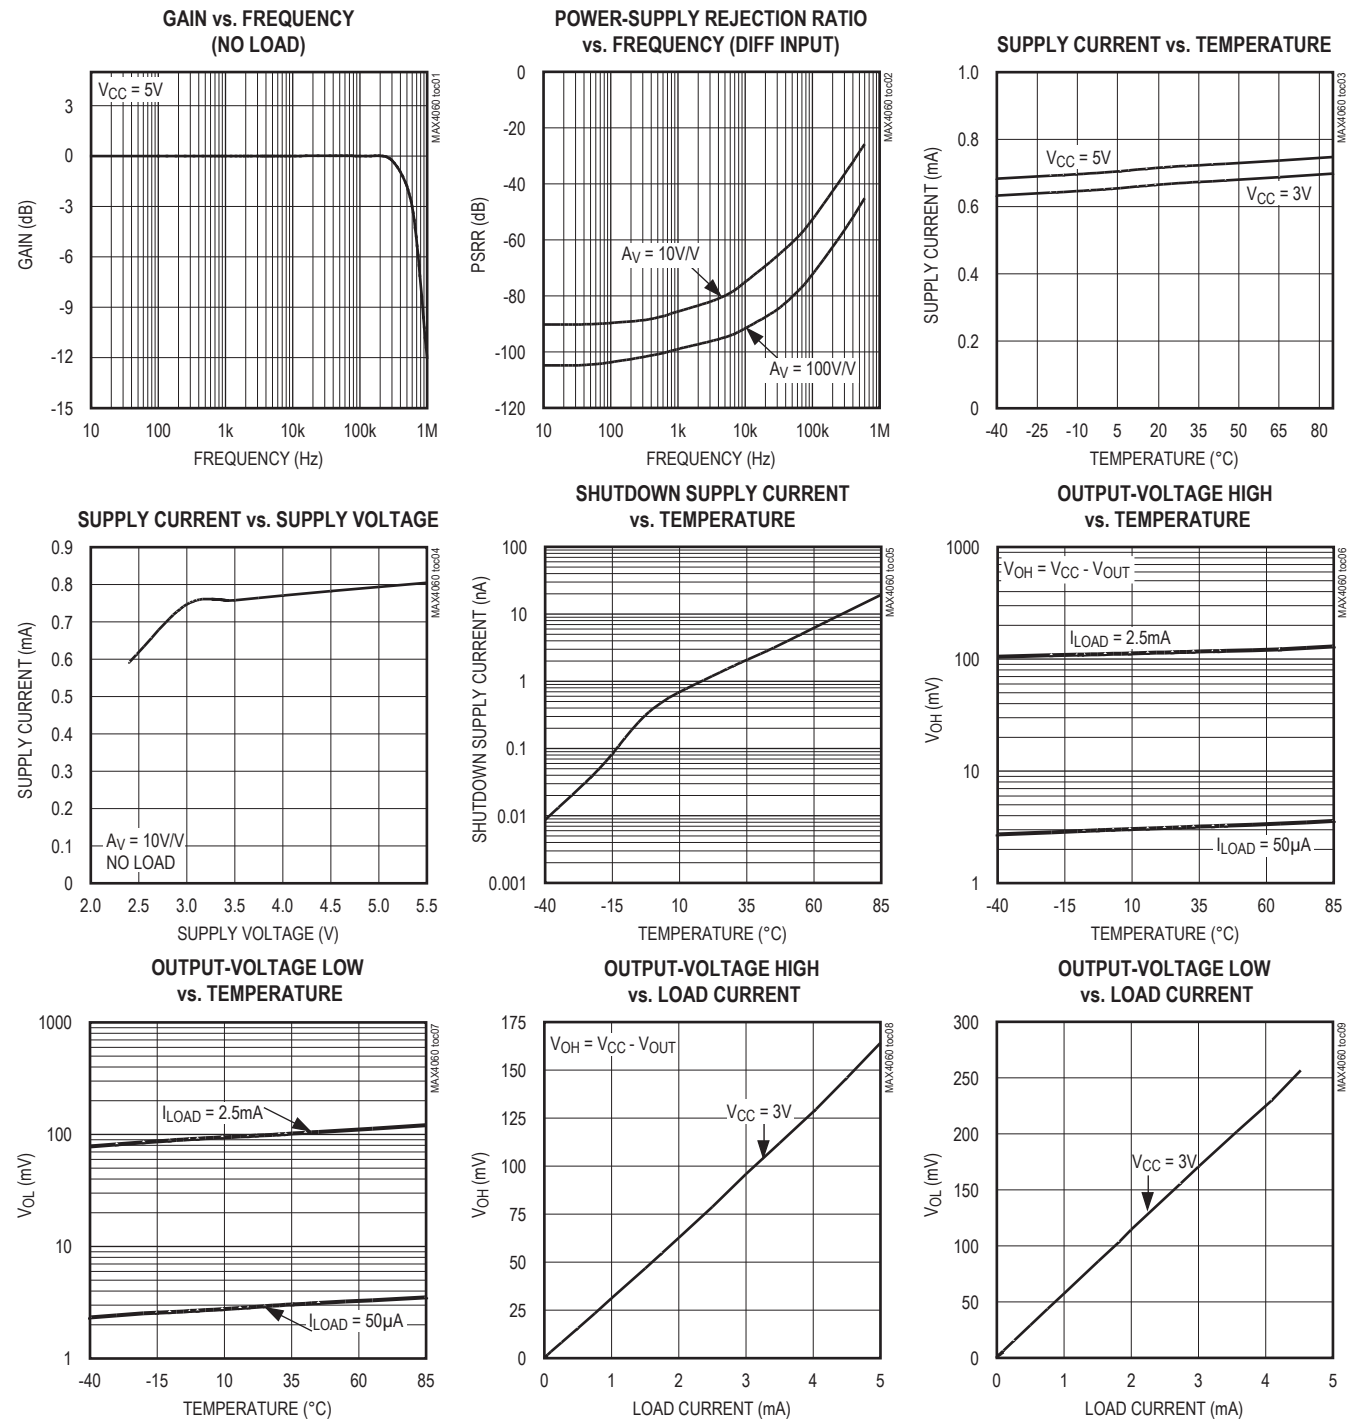 GAIN vs. FREQUENCY
(NO LOAD)
VCC = 5V
MAX4060 toc01
GAIN (dB)
3
0
-3
-6
-9
-12
-15
10 100 1k 10k 100k 1M
FREQUENCY (Hz)
POWER-SUPPLY REJECTION RATIO
vs. FREQUENCY (DIFF INPUT)
MAX4060 toc02
PSRR (dB)
0
-20
-40
-60
-80
-100
-120
AV = 10V/V
AV = 100V/V
10 100 1k 10k 100k 1M
FREQUENCY (Hz)
SUPPLY CURRENT vs. TEMPERATURE
MAX4060 toc03
SUPPLY CURRENT (mA)
1.0
0.8
0.6
0.4
0.2
0
VCC = 5V
VCC = 3V
-40 -25 -10 5 20 35 50 65 80
TEMPERATURE (°C)
SUPPLY CURRENT vs. SUPPLY VOLTAGE
MAX4060 toc04
SUPPLY CURRENT (mA)
0.9
0.8
0.7
0.6
0.5
0.4
0.3
0.2
0.1
0
AV = 10V/V
NO LOAD
2.0 2.5 3.0 3.5 4.0 4.5 5.0 5.5
SUPPLY VOLTAGE (V)
SHUTDOWN SUPPLY CURRENT
vs. TEMPERATURE
MAX4060 toc05
SHUTDOWN SUPPLY CURRENT (nA)
100
10
1
0.1
0.01
0.001
-40 -15 10 35 60 85
TEMPERATURE (°C)
OUTPUT-VOLTAGE HIGH
vs. TEMPERATURE
MAX4060 toc06
VOH (mV)
1000
100
10
1
VOH = VCC - VOUT
ILOAD = 2.5mA
ILOAD = 50µA
-40 -15 10 35 60 85
TEMPERATURE (°C)
OUTPUT-VOLTAGE LOW
vs. TEMPERATURE
MAX4060 toc07
VOL (mV)
1000
100
10
1
ILOAD = 2.5mA
ILOAD = 50µA
-40 -15 10 35 60 85
TEMPERATURE (°C)
OUTPUT-VOLTAGE HIGH
vs. LOAD CURRENT
MAX4060 toc08
VOH (mV)
175
150
125
100
75
50
25
0
VOH = VCC - VOUT
VCC = 3V
0 1 2 3 4 5
LOAD CURRENT (mA)
OUTPUT-VOLTAGE LOW
vs. LOAD CURRENT
MAX4060 toc09
VOL (mV)
300
250
200
150
100
50
0
VCC = 3V
0 1 2 3 4 5
LOAD CURRENT (mA)